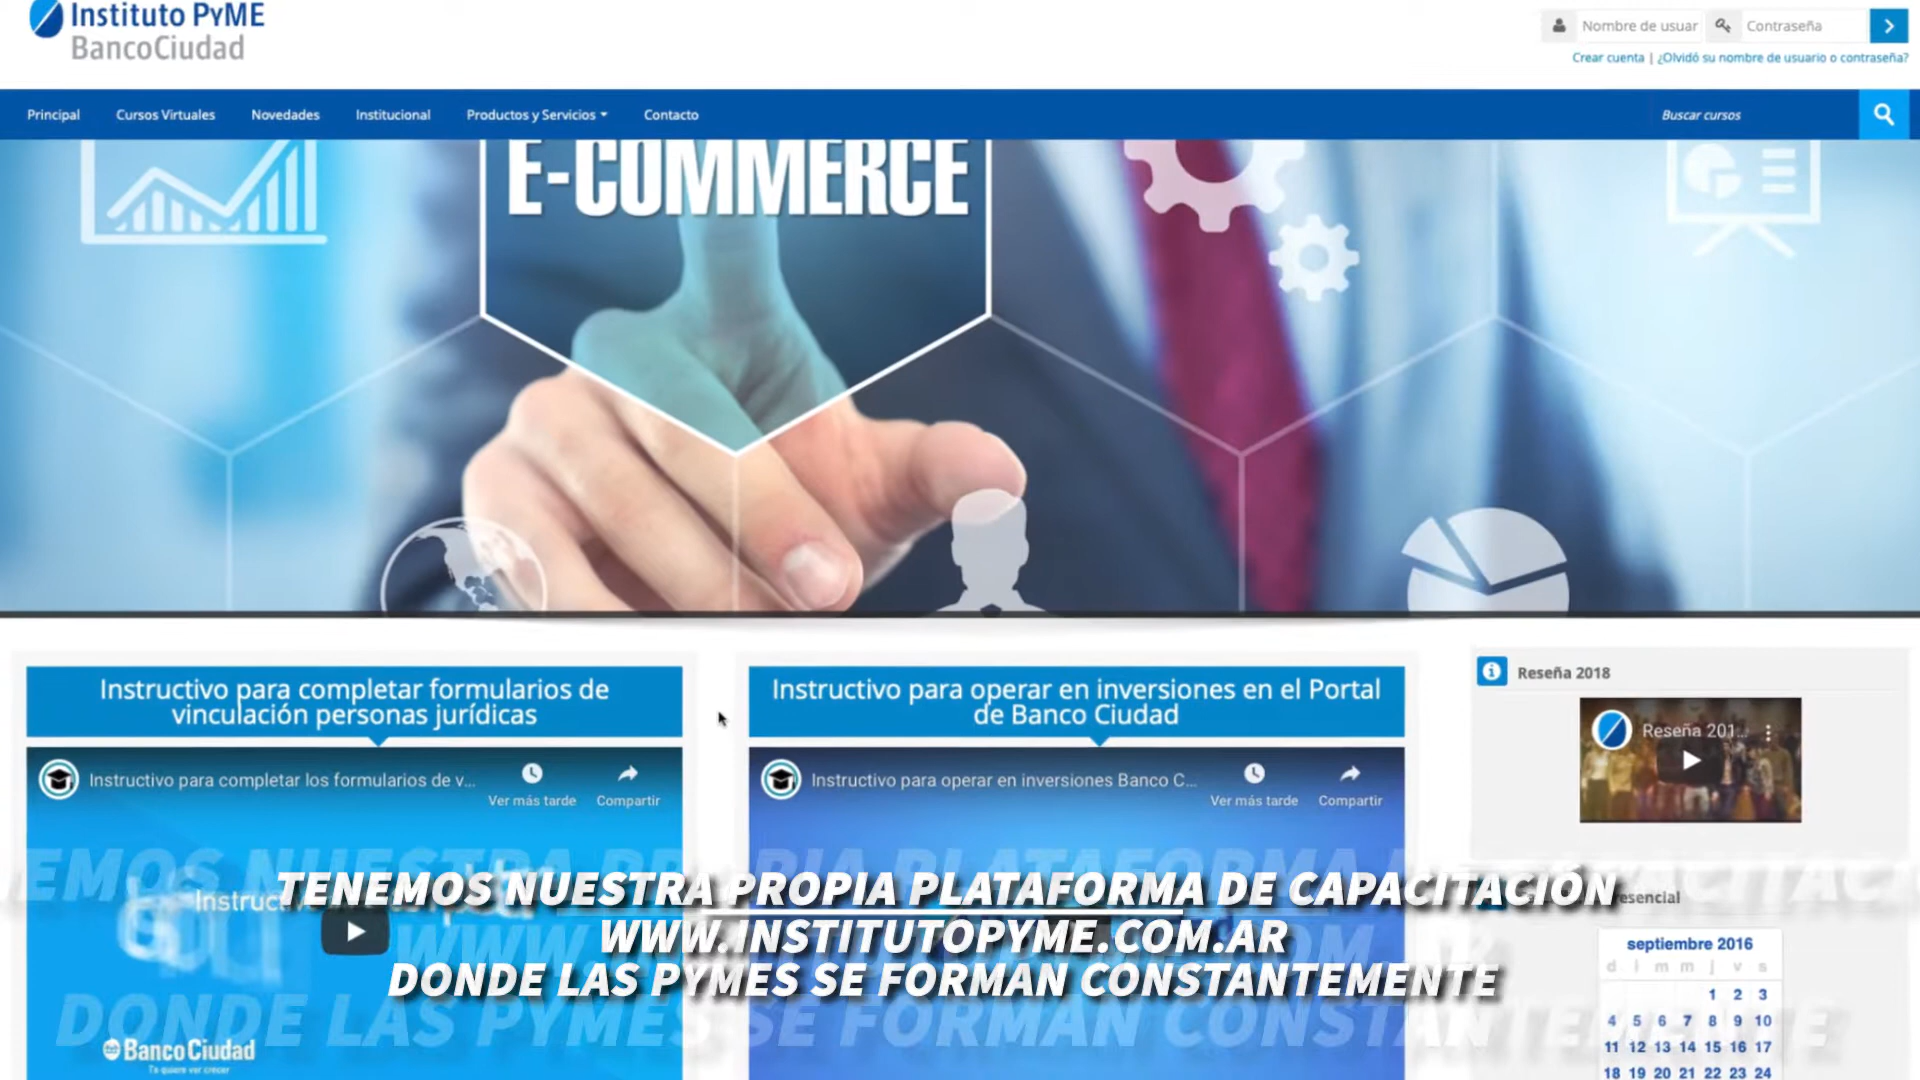 Instituto PyME
BancoCiudad
Nombre de usuar
Contraseña
Crear cuenta | ¿Olvidó su nombre de usuario o contraseña?
Principal
Cursos Virtuales
Novedades
Institucional
Productos y Servicios
Contacto
Buscar cursos
E-COMMERCE
Instructivo para completar formularios de
vinculación personas jurídicas
Instructivo para completar los formularios de v...
Ver más tarde
Compartir
Instructivo para operar en inversiones en el Portal
de Banco Ciudad
Instructivo para operar en inversiones Banco C...
Ver más tarde
Compartir
Reseña 2018
Reseña 201...
TENEMOS NUESTRA PROPIA PLATAFORMA DE CAPACITACIÓN
WWW.INSTITUTOPYME.COM.AR
DONDE LAS PYMES SE FORMAN CONSTANTEMENTE
BancoCiudad
Te quiere ver crecer
septiembre 2016
d l m m j v s
1 2 3
4 5 6 7 8 9 10
11 12 13 14 15 16 17
18 19 20 21 22 23 24